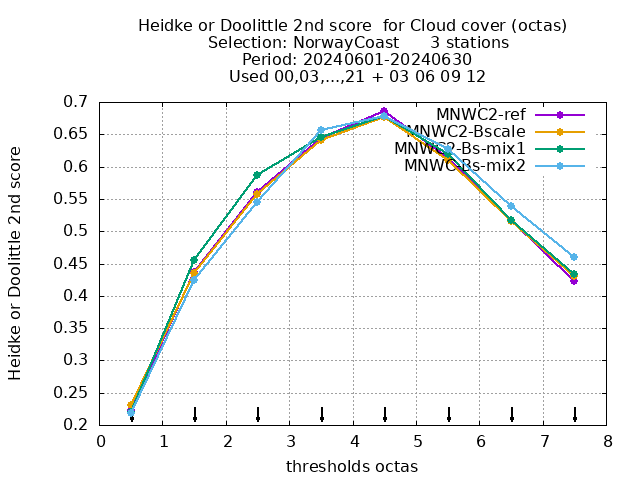 Heidke or Doolittle 2nd score  for Cloud cover (octas)
Selection: NorwayCoast      3 stations
Period: 20240601-20240630
Used 00,03,...,21 + 03 06 09 12
Heidke or Doolittle 2nd score
0.7
0.65
0.6
0.55
0.5
0.45
0.4
0.35
0.3
0.25
0.2
MNWC2-ref
MNWC2-Bscale
MNWC2-Bs-mix1
MNWC2-Bs-mix2
0 1 2 3 4 5 6 7 8
thresholds octas